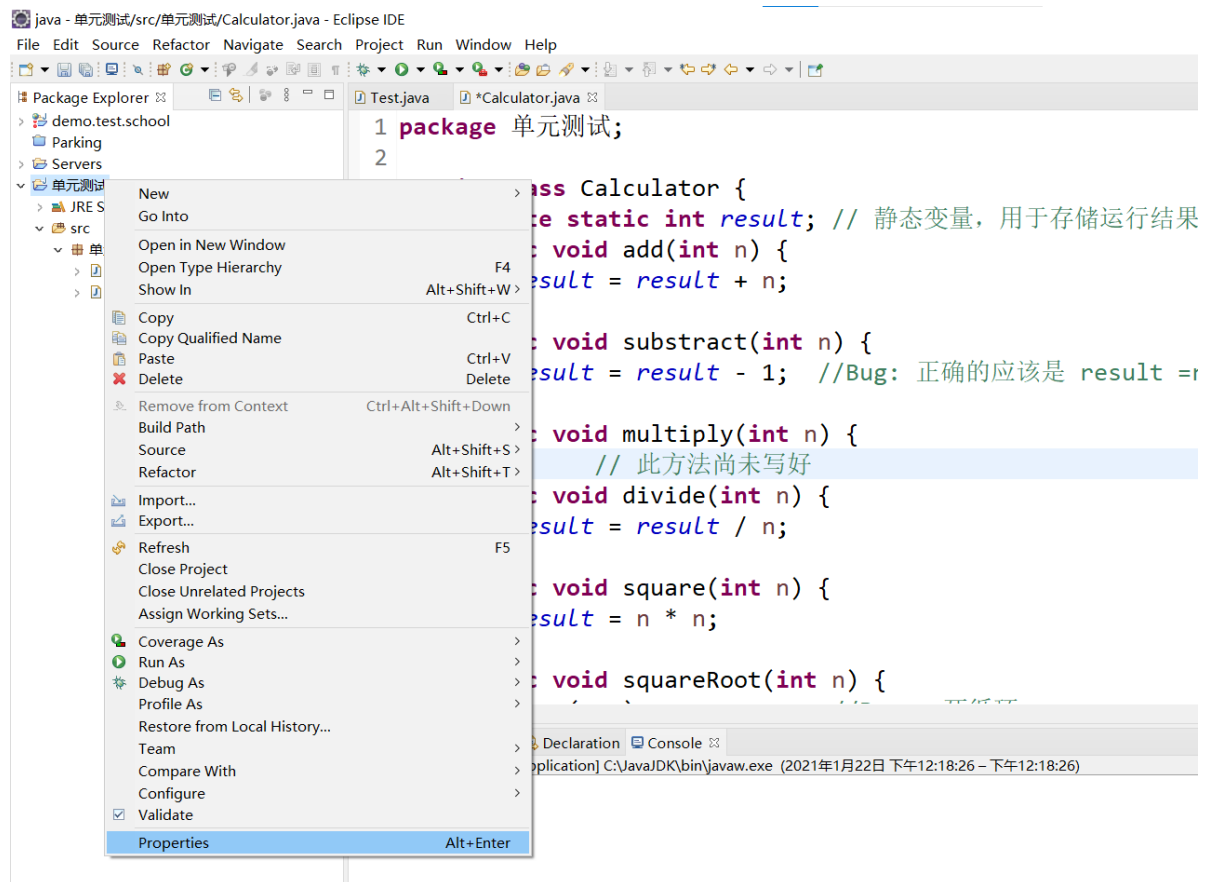 java - 单元测试/src/单元测试/Calculator.java - Eclipse IDE
File Edit Source Refactor Navigate Search Project Run Window Help
Package Explorer
demo.test.school
Parking
Servers
单元测试
JRE S
src
单
New
Go Into
Open in New Window
Open Type Hierarchy F4
Show In Alt+Shift+W >
Copy Ctrl+C
Copy Qualified Name
Paste Ctrl+V
Delete Delete
Remove from Context Ctrl+Alt+Shift+Down
Build Path
Source Alt+Shift+S >
Refactor Alt+Shift+T >
Import...
Export...
Refresh F5
Close Project
Close Unrelated Projects
Assign Working Sets...
Coverage As
Run As
Debug As
Profile As
Restore from Local History...
Team
Compare With
Configure
Validate
Properties Alt+Enter
Test.java *Calculator.java
1 package 单元测试;
2
ass Calculator {
te static int result; // 静态变量，用于存储运行结果
c void add(int n) {
esult = result + n;
c void substract(int n) {
esult = result - 1; //Bug: 正确的应该是 result =r
c void multiply(int n) {
// 此方法尚未写好
c void divide(int n) {
esult = result / n;
c void square(int n) {
esult = n * n;
c void squareRoot(int n) {
Declaration Console
pplication] C:\JavaJDK\bin\javaw.exe (2021年1月22日 下午12:18:26 – 下午12:18:26)